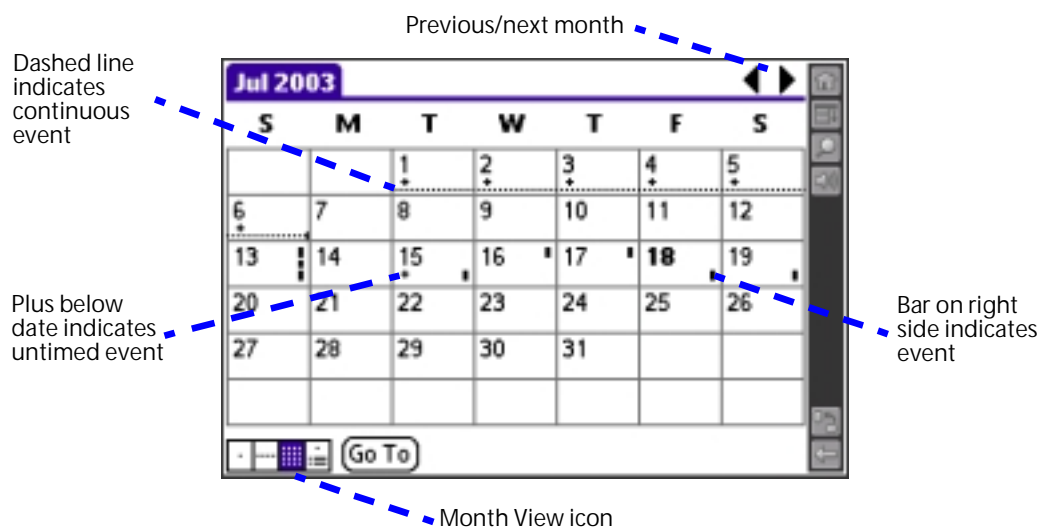 Previous/next month
Dashed line
indicates
continuous
event
Jul 2003
S M T W T F S
1 2 3 4 5
6 7 8 9 10 11 12
13 14 15 16 17 18 19
20 21 22 23 24 25 26
27 28 29 30 31
Plus below
date indicates
untimed event
Bar on right
side indicates
event
Go To
Month View icon